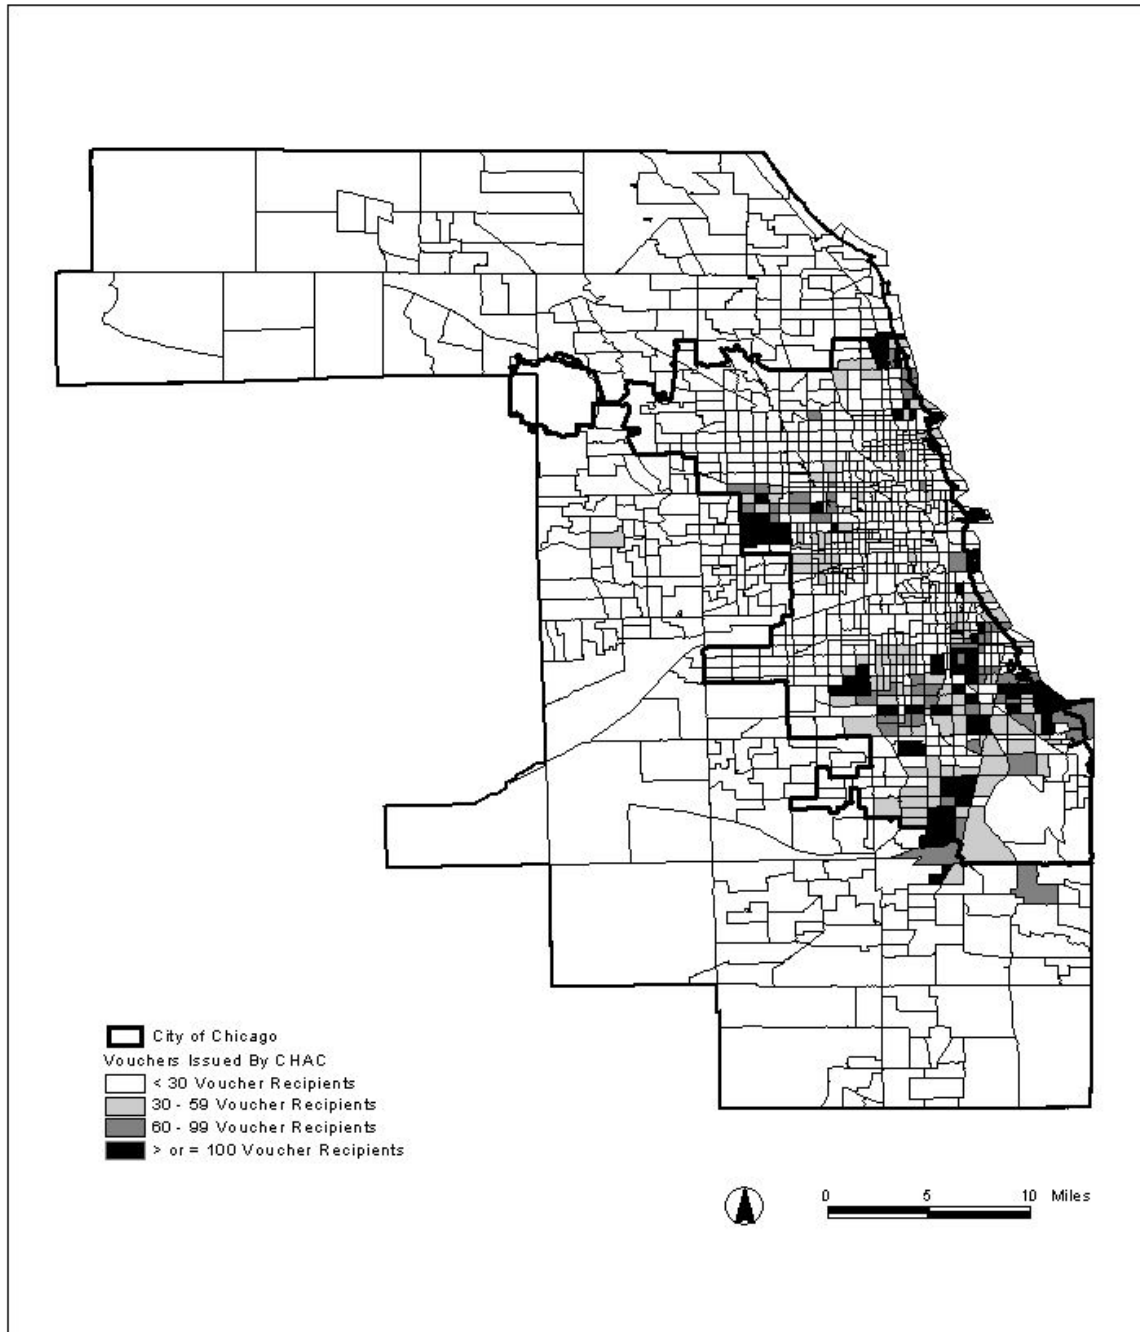 City of Chicago
Vouchers Issued By CHAC
< 30 Voucher Recipients
30 - 59 Voucher Recipients
60 - 99 Voucher Recipients
> or = 100 Voucher Recipients
0 5 10 Miles